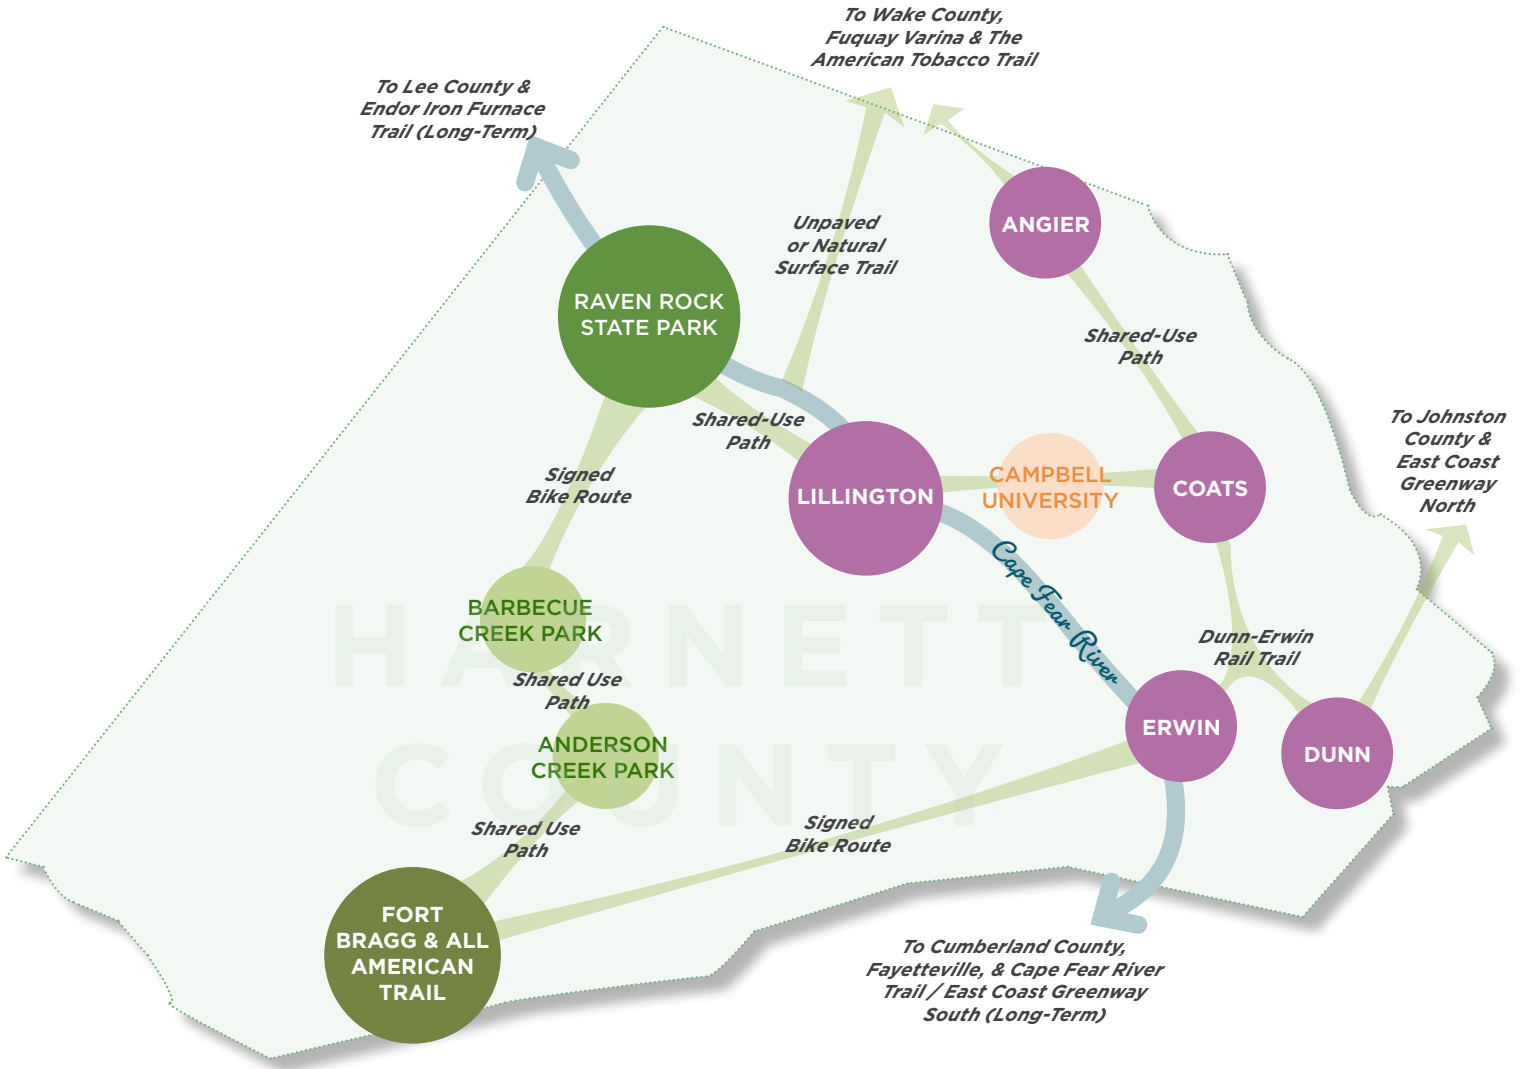 To Wake County,
Fuquay Varina & The
American Tobacco Trail
To Lee County &
Endor Iron Furnace
Trail (Long-Term)
ANGIER
Unpaved
or Natural
Surface Trail
RAVEN ROCK
STATE PARK
Shared-Use
Path
Shared-Use
Path
To Johnston
County &
East Coast
Greenway
North
Signed
Bike Route
LILLINGTON
CAMPBELL
UNIVERSITY
COATS
Cape Fear River
BARBECUE
CREEK PARK
HARNETT
COUNTY
Dunn-Erwin
Rail Trail
Shared Use
Path
ANDERSON
CREEK PARK
ERWIN
DUNN
Shared Use
Path
Signed
Bike Route
FORT
BRAGG & ALL
AMERICAN
TRAIL
To Cumberland County,
Fayetteville, & Cape Fear River
Trail / East Coast Greenway
South (Long-Term)